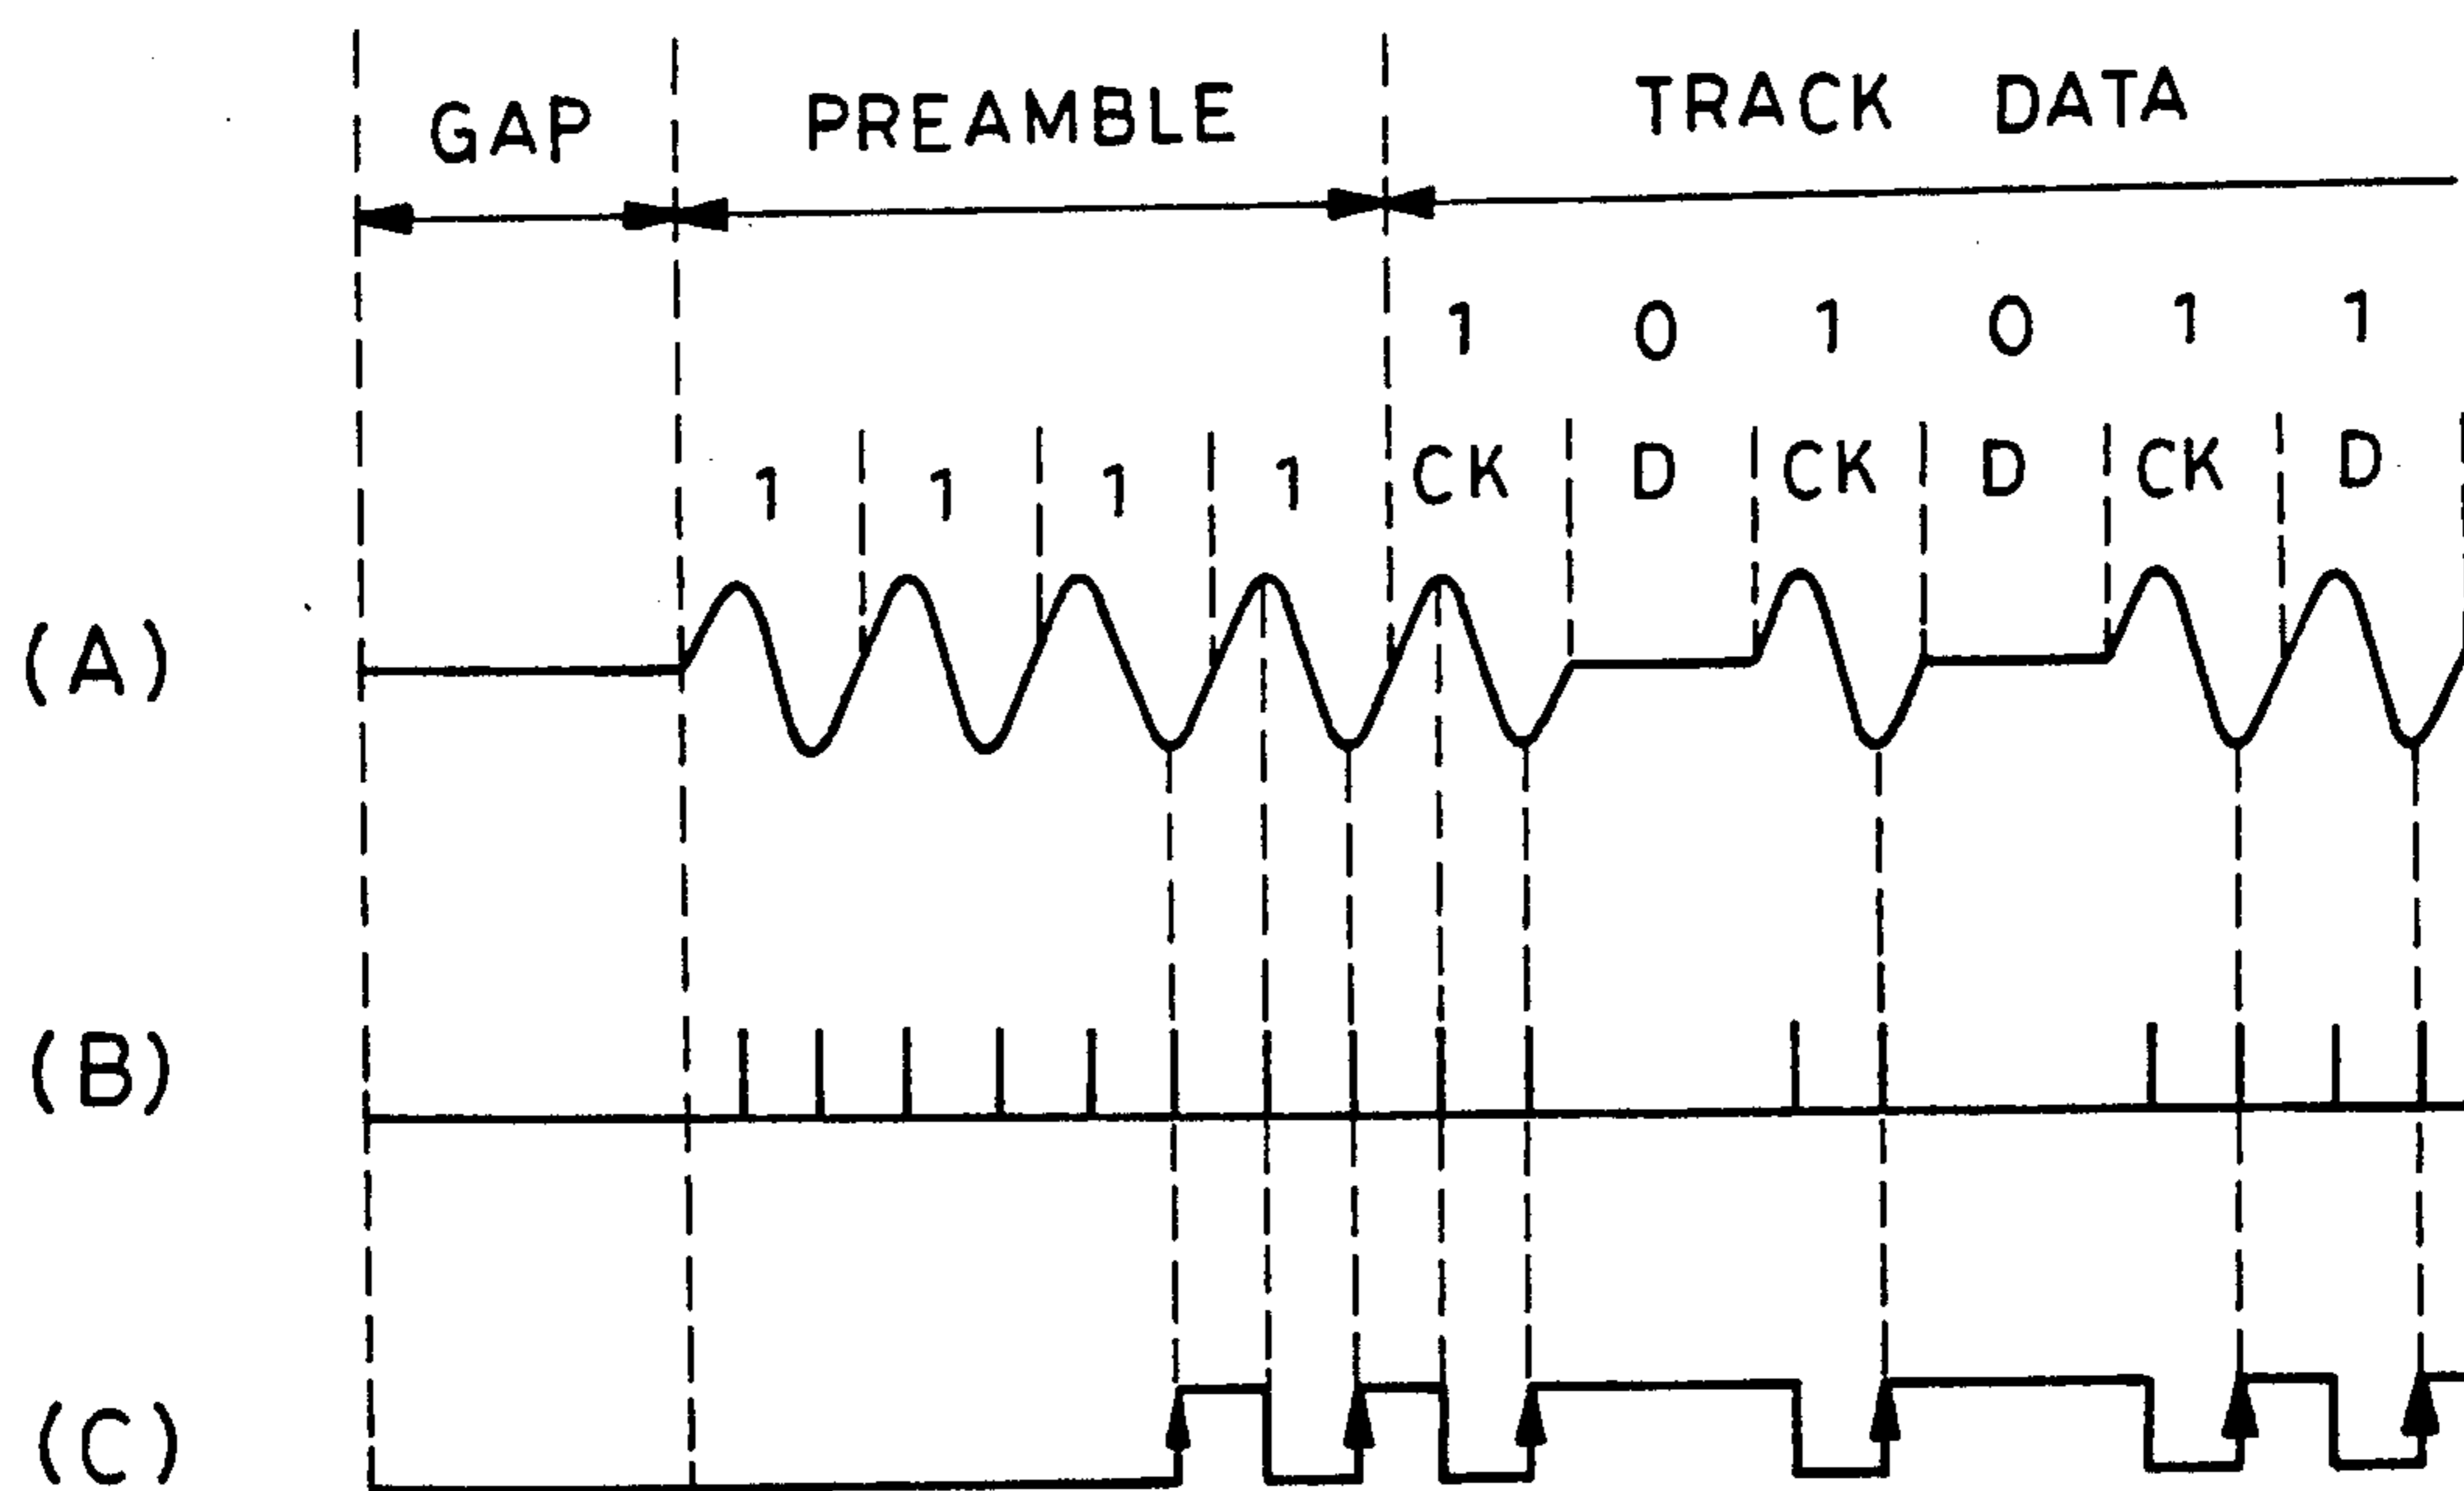 GAP PREAMBLE TRACK DATA
1 0 1 0 1 1
1 1 1 1 CK D CK D CK D
(A)
(B)
(C)